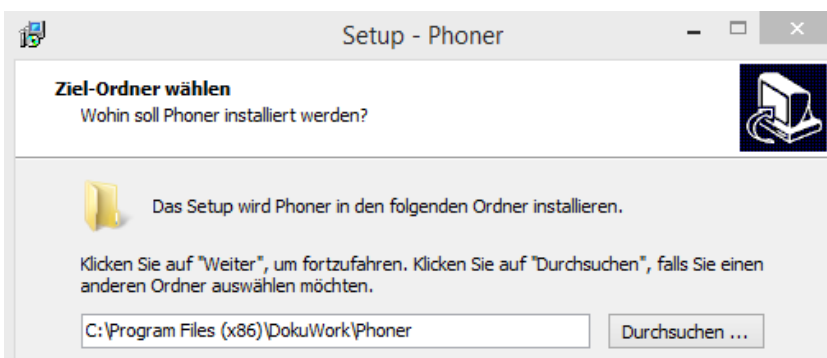 Setup - Phoner
Ziel-Ordner wählen
Wohin soll Phoner installiert werden?
Das Setup wird Phoner in den folgenden Ordner installieren.
Klicken Sie auf "Weiter", um fortzufahren. Klicken Sie auf "Durchsuchen", falls Sie einen
anderen Ordner auswählen möchten.
C:\Program Files (x86)\DokuWork\Phoner
Durchsuchen ...